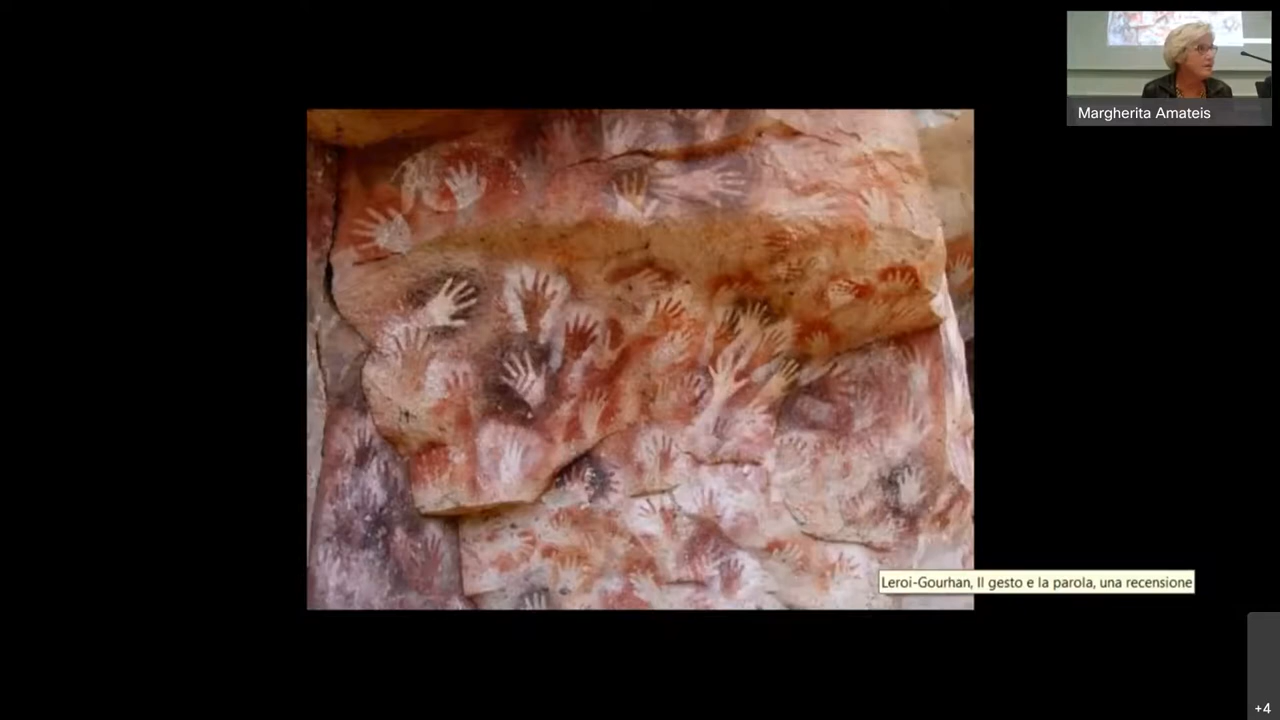 Margherita Amateis
Leroi-Gourhan, Il gesto e la parola, una recensione
+4